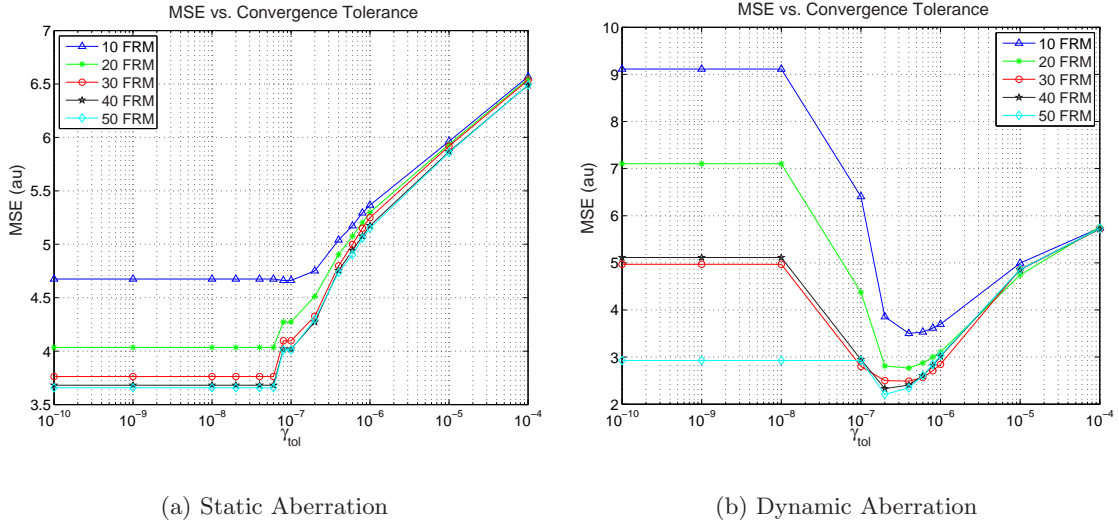 MSE vs. Convergence Tolerance
7
6.5
6
5.5
5
4.5
4
3.5
MSE (au)
10 FRM
20 FRM
30 FRM
40 FRM
50 FRM
10^-10
10^-9
10^-8
10^-7
10^-6
10^-5
10^-4
γ_tol
(a) Static Aberration
MSE vs. Convergence Tolerance
10
9
8
7
6
5
4
3
2
MSE (au)
10 FRM
20 FRM
30 FRM
40 FRM
50 FRM
10^-10
10^-9
10^-8
10^-7
10^-6
10^-5
10^-4
γ_tol
(b) Dynamic Aberration